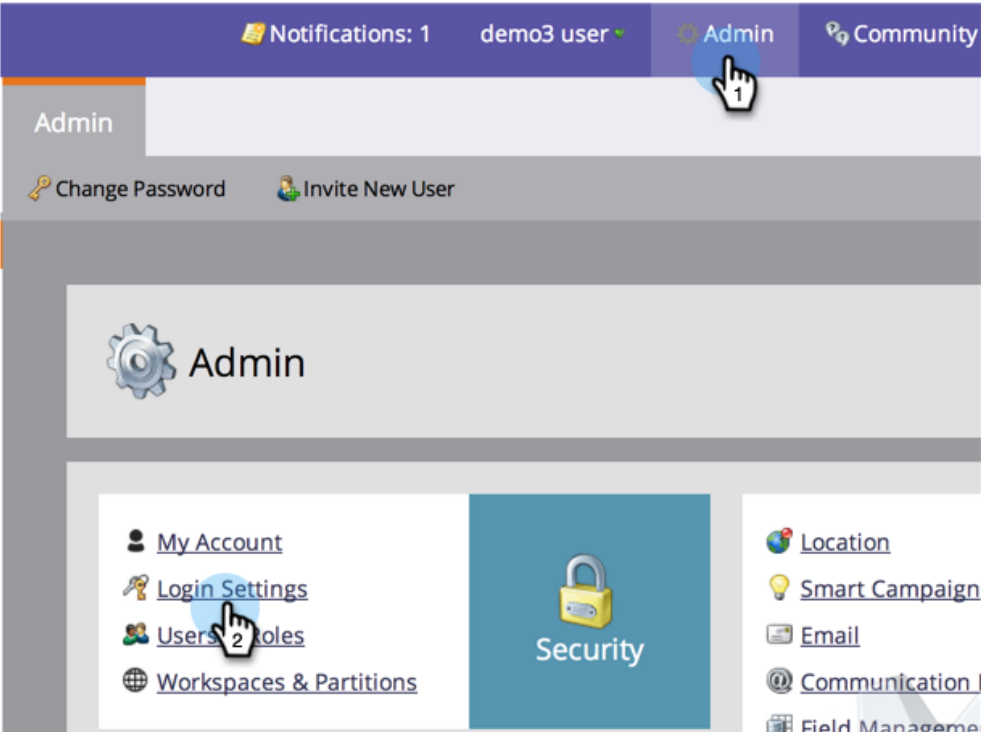 Notifications: 1 demo3 user Admin Community
1
Admin
Change Password Invite New User
Admin
My Account
Login Settings
2
Users Roles
Workspaces & Partitions
Security
Location
Smart Campaign
Email
Communication
Field